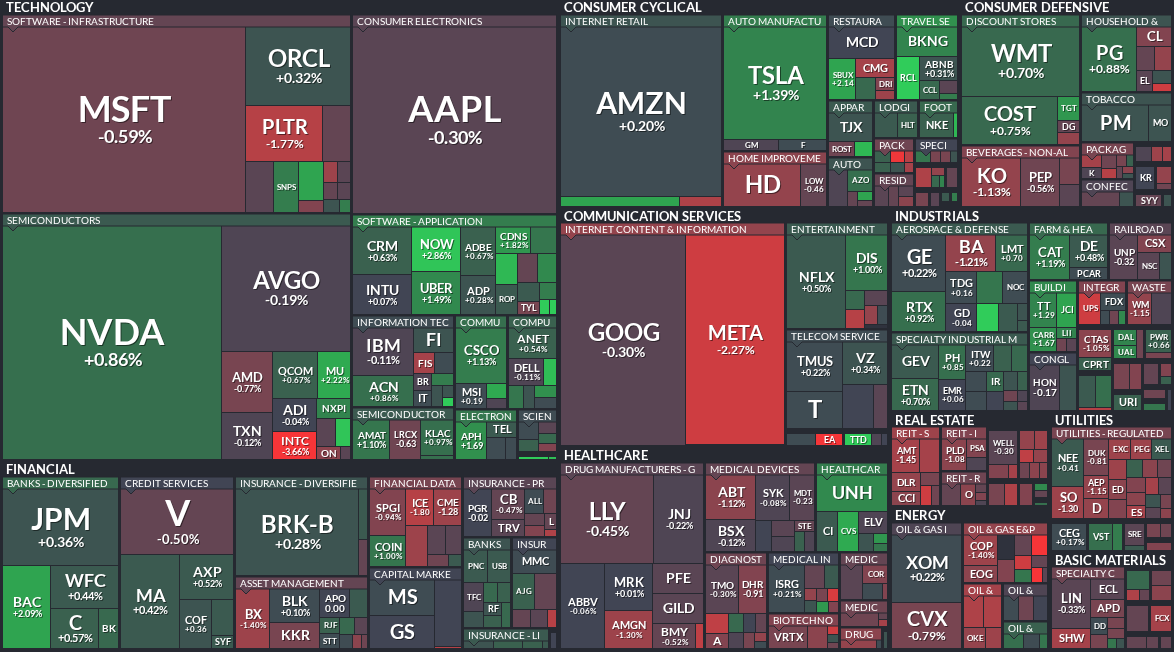 TECHNOLOGY
SOFTWARE - INFRASTRUCTURE
MSFT
-0.59%
ORCL
+0.32%
PLTR
-1.77%
SNPS
CONSUMER ELECTRONICS
AAPL
-0.30%
SEMICONDUCTORS
NVDA
+0.86%
AVGO
-0.19%
AMD
-0.77%
QCOM
+0.67%
MU
+2.22%
ADI
-0.04%
NXPI
TXN
-0.12%
INTC
-3.66%
ON
SOFTWARE - APPLICATION
CRM
+0.63%
NOW
+2.86%
ADBE
+0.67%
CDNS
+1.82%
INTU
+0.07%
UBER
+1.49%
ADP
+0.28%
ROP
TYL
INFORMATION TEC
IBM
-0.11%
FI
FIS
ACN
+0.86%
BR
IT
COMMU
CSCO
+1.13%
MSI
+0.19
COMPU
ANET
+0.54%
DELL
-0.11%
SEMICONDUCTOR
AMAT
+1.10%
LRCX
-0.63
KLAC
+0.97%
ELECTRON
APH
+1.69
TEL
SCIEN
CONSUMER CYCLICAL
INTERNET RETAIL
AMZN
+0.20%
AUTO MANUFACTU
TSLA
+1.39%
GM
F
HOME IMPROVEME
HD
LOW
-0.46
RESTAURA
MCD
SBUX
+2.14
CMG
DRI
TRAVEL SE
BKNG
RCL
ABNB
+0.31%
CCL
APPAR
TJX
ROST
LODGI
HLT
FOOT
NKE
AUTO
AZO
PACK
SPECI
RESID
CONSUMER DEFENSIVE
DISCOUNT STORES
WMT
+0.70%
COST
+0.75%
TGT
DG
HOUSEHOLD &
PG
+0.88%
CL
EL
TOBACCO
PM
MO
BEVERAGES - NON-AL
KO
-1.13%
PEP
-0.56%
PACKAG
K
KR
CONFEC
SYY
COMMUNICATION SERVICES
INTERNET CONTENT & INFORMATION
GOOG
-0.30%
META
-2.27%
ENTERTAINMENT
NFLX
+0.50%
DIS
+1.00%
TELECOM SERVICE
TMUS
+0.22%
VZ
+0.34%
T
EA
TTD
INDUSTRIALS
AEROSPACE & DEFENSE
GE
+0.22%
BA
-1.21%
LMT
+0.70
RTX
+0.92%
TDG
+0.16
NOC
GD
-0.04
FARM & HEA
CAT
+1.19%
DE
+0.48%
PCAR
RAILROAD
UNP
-0.32
CSX
NSC
BUILDI
TT
+1.29
JCI
CARR
+1.67
LII
INTEGR
UPS
FDX
WASTE
WM
-1.15
SPECIALTY INDUSTRIAL M
GEV
PH
+0.85
ITW
+0.22
ETN
+0.70%
EMR
+0.06
IR
CONGL
HON
-0.17
CTAS
-1.05%
DAL
UAL
PWR
+0.66
CPRT
URI
FINANCIAL
BANKS - DIVERSIFIED
JPM
+0.36%
BAC
+2.09%
WFC
+0.44%
C
+0.57%
BK
CREDIT SERVICES
V
-0.50%
MA
+0.42%
AXP
+0.52%
COF
+0.36
SYF
INSURANCE - DIVERSIFIE
BRK-B
+0.28%
ASSET MANAGEMENT
BX
-1.40%
BLK
+0.10%
APO
0.00
KKR
RJF
STT
FINANCIAL DATA
SPGI
-0.94%
ICE
-1.80
CME
-1.28
COIN
+1.00%
CAPITAL MARKE
MS
GS
INSURANCE - PR
PGR
-0.02
CB
-0.47%
ALL
TRV
L
BANKS
PNC
USB
TFC
RF
INSUR
MMC
AJG
INSURANCE - LI
HEALTHCARE
DRUG MANUFACTURERS - G
LLY
-0.45%
JNJ
-0.22%
ABBV
-0.06%
MRK
+0.01%
PFE
GILD
AMGN
-1.30%
BMY
-0.52%
MEDICAL DEVICES
ABT
-1.12%
SYK
-0.08%
MDT
-0.23
BSX
-0.12%
STE
HEALTHCAR
UNH
CI
CVS
ELV
DIAGNOST
TMO
-0.30%
DHR
-0.91
A
MEDICAL IN
ISRG
+0.21%
MEDIC
COR
BIOTECHNO
VRTX
MEDIC
DRUG
REAL ESTATE
REIT - S
AMT
-1.45
DLR
CCI
REIT - I
PLD
-1.08
PSA
WELL
-0.30
REIT - R
O
UTILITIES
UTILITIES - REGULATED
NEE
+0.41
DUK
-0.81
EXC
PEG
XEL
SO
-1.30
AEP
-1.15
ED
D
ES
CEG
+0.17%
VST
SRE
ENERGY
OIL & GAS I
XOM
+0.22%
CVX
-0.79%
OIL & GAS E&P
COP
-1.40%
EOG
OIL &
OIL &
OKE
OIL &
BASIC MATERIALS
SPECIALTY C
LIN
-0.33%
ECL
APD
DD
SHW
FCX